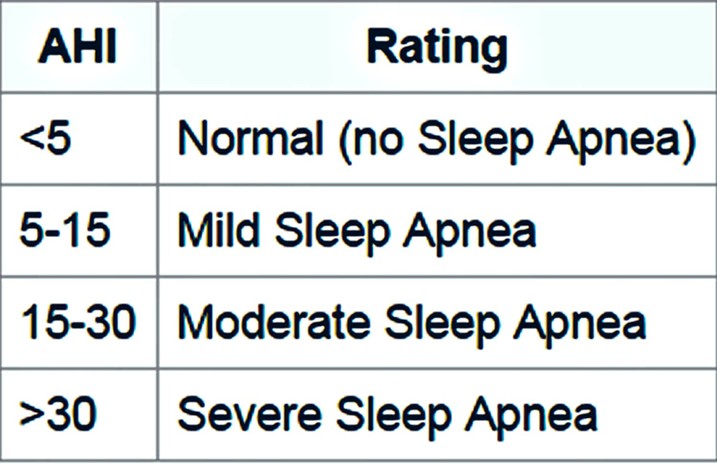 AHI Rating
<5 Normal (no Sleep Apnea)
5-15 Mild Sleep Apnea
15-30 Moderate Sleep Apnea
>30 Severe Sleep Apnea